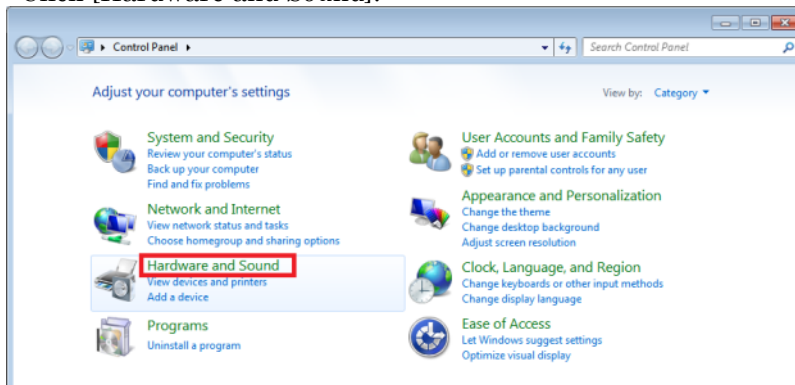 Click [Hardware and Sound].
Control Panel
Search Control Panel
Adjust your computer's settings
View by: Category
System and Security
Review your computer's status
Back up your computer
Find and fix problems
Network and Internet
View network status and tasks
Choose homegroup and sharing options
Hardware and Sound
View devices and printers
Add a device
Programs
Uninstall a program
User Accounts and Family Safety
Add or remove user accounts
Set up parental controls for any user
Appearance and Personalization
Change the theme
Change desktop background
Adjust screen resolution
Clock, Language, and Region
Change keyboards or other input methods
Change display language
Ease of Access
Let Windows suggest settings
Optimize visual display